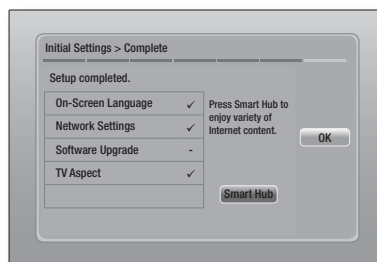 Initial Settings > Complete
Setup completed.
On-Screen Language ✓
Network Settings ✓
Software Upgrade -
TV Aspect ✓
Press Smart Hub to
enjoy variety of
Internet content.
Smart Hub
OK